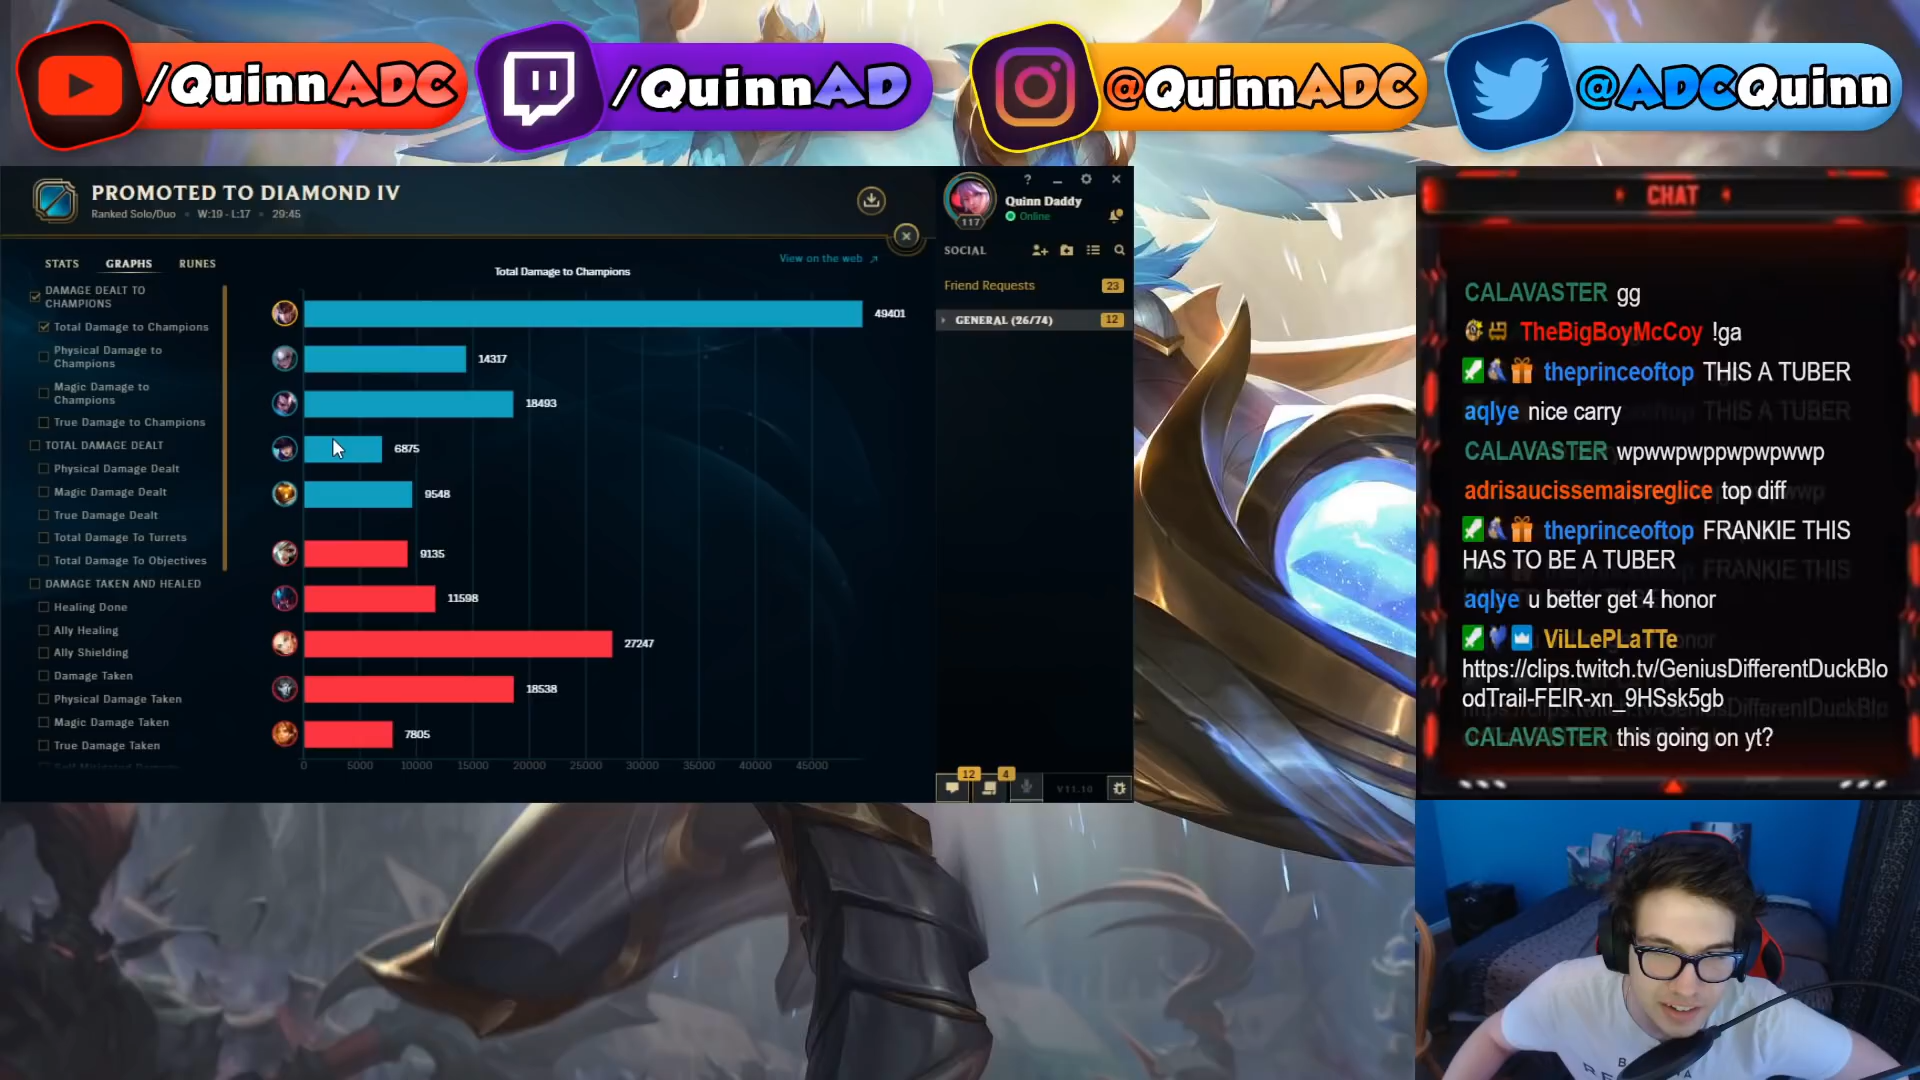 /QuinnADC
/QuinnAD
@QuinnADC
@ADCQuinn
PROMOTED TO DIAMOND IV
Ranked Solo/Duo • W:19 - L:17 • 29:45
STATS GRAPHS RUNES
View on the web
Total Damage to Champions
DAMAGE DEALT TO
CHAMPIONS
Total Damage to Champions
Physical Damage to
Champions
Magic Damage to
Champions
True Damage to Champions
TOTAL DAMAGE DEALT
Physical Damage Dealt
Magic Damage Dealt
True Damage Dealt
Total Damage To Turrets
Total Damage To Objectives
DAMAGE TAKEN AND HEALED
Healing Done
Ally Healing
Ally Shielding
Damage Taken
Physical Damage Taken
Magic Damage Taken
True Damage Taken
49401
14317
18493
6875
9548
9135
11598
27247
18538
7805
0 5000 10000 15000 20000 25000 30000 35000 40000 45000
?
117
Quinn Daddy
Online
SOCIAL
Friend Requests 23
GENERAL (26/74) 12
12 4
V11.10
CHAT
CALAVASTER gg
TheBigBoyMcCoy !ga
theprinceoftop THIS A TUBER
aqlye nice carry
CALAVASTER wpwwpwppwpwpwwp
adrisaucissemaisreglice top diff
theprinceoftop FRANKIE THIS
HAS TO BE A TUBER
aqlye u better get 4 honor
ViLLePLaTTe
https://clips.twitch.tv/GeniusDifferentDuckBlo
odTrail-FEIR-xn_9HSsk5gb
CALAVASTER this going on yt?